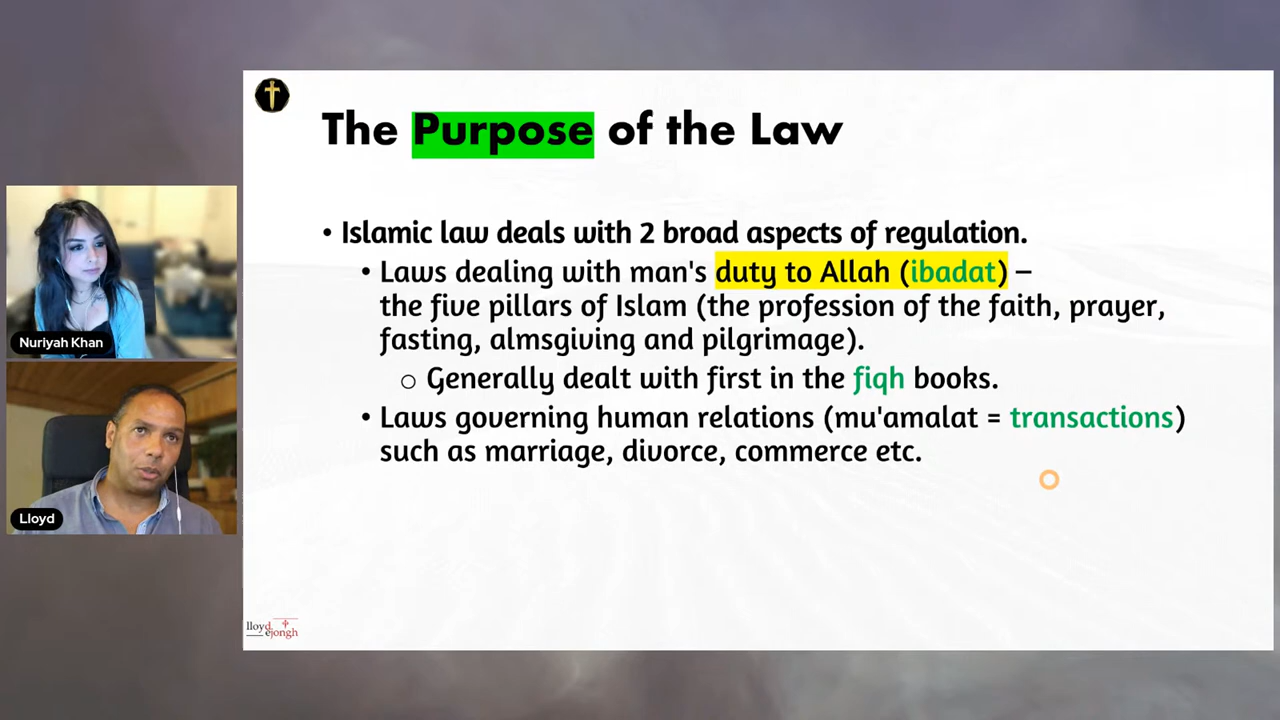 The Purpose of the Law
• Islamic law deals with 2 broad aspects of regulation.
• Laws dealing with man's duty to Allah (ibadat) –
the five pillars of Islam (the profession of the faith, prayer,
fasting, almsgiving and pilgrimage).
o Generally dealt with first in the fiqh books.
• Laws governing human relations (mu'amalat = transactions)
such as marriage, divorce, commerce etc.
Nuriyah Khan
Lloyd
lloyd
ejongh